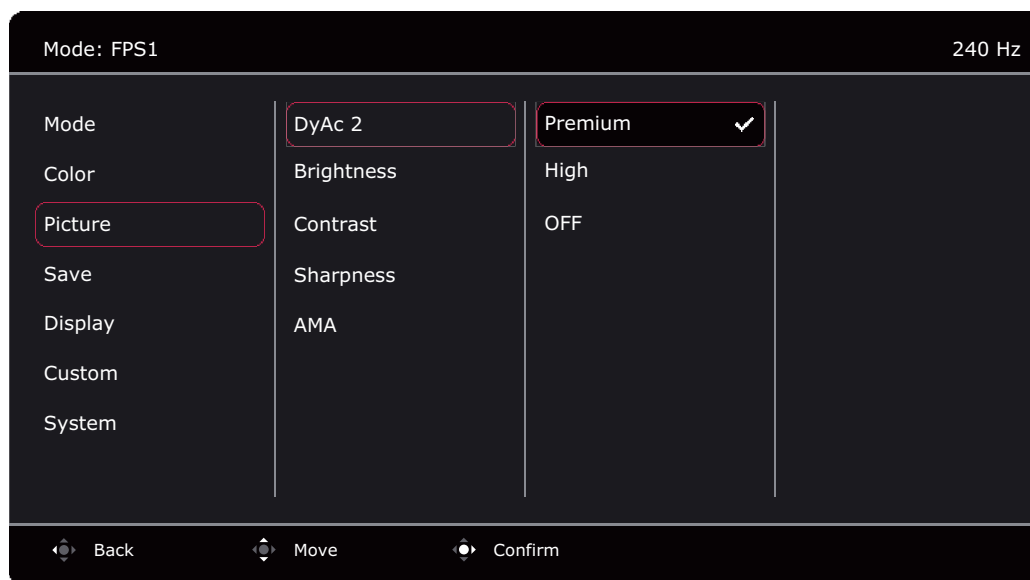 Mode: FPS1
240 Hz
Mode
Color
Picture
Save
Display
Custom
System
DyAc 2
Brightness
Contrast
Sharpness
AMA
Premium
High
OFF
Back
Move
Confirm